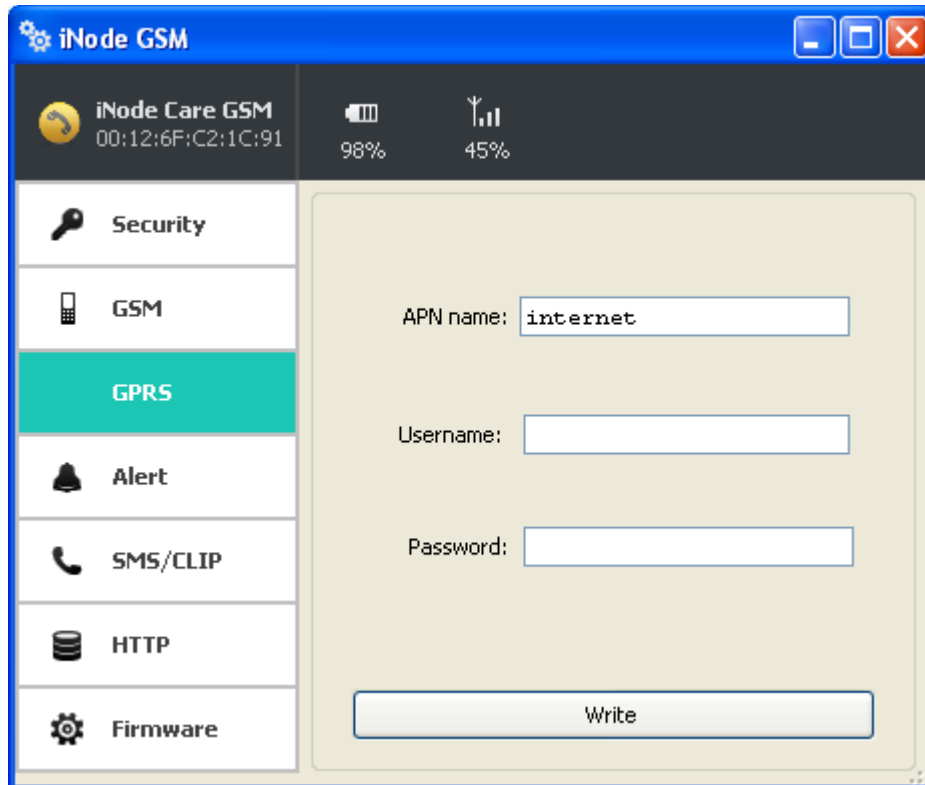 iNode GSM
iNode Care GSM
00:12:6F:C2:1C:91
98%
45%
Security
GSM
GPRS
Alert
SMS/CLIP
HTTP
Firmware
APN name:
internet
Username:
Password:
Write